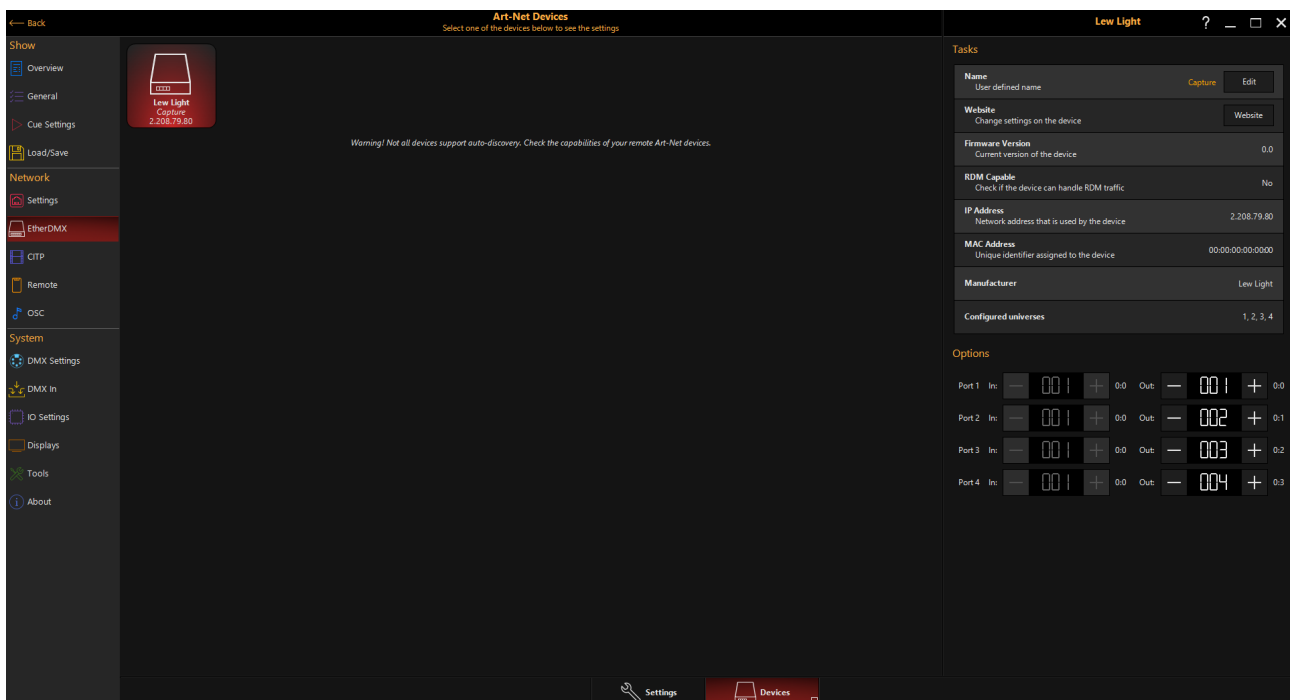 Back
Art-Net Devices
Select one of the devices below to see the settings
Lew Light
?
Show
Overview
General
Cue Settings
Load/Save
Network
Settings
EtherDMX
CITP
Remote
OSC
System
DMX Settings
DMX In
IO Settings
Displays
Tools
About
Lew Light
Capture
2.208.79.80
Warning! Not all devices support auto-discovery. Check the capabilities of your remote Art-Net devices.
Tasks
Name
User defined name
Capture Edit
Website
Change settings on the device
Website
Firmware Version
Current version of the device
0.0
RDM Capable
Check if the device can handle RDM traffic
No
IP Address
Network address that is used by the device
2.208.79.80
MAC Address
Unique identifier assigned to the device
00:00:00:00:00:00
Manufacturer Lew Light
Configured universes 1, 2, 3, 4
Options
Port 1 In: — 001 + 0:0 Out: — 001 + 0:0
Port 2 In: — 001 + 0:0 Out: — 002 + 0:1
Port 3 In: — 001 + 0:0 Out: — 003 + 0:2
Port 4 In: — 001 + 0:0 Out: — 004 + 0:3
Settings
Devices